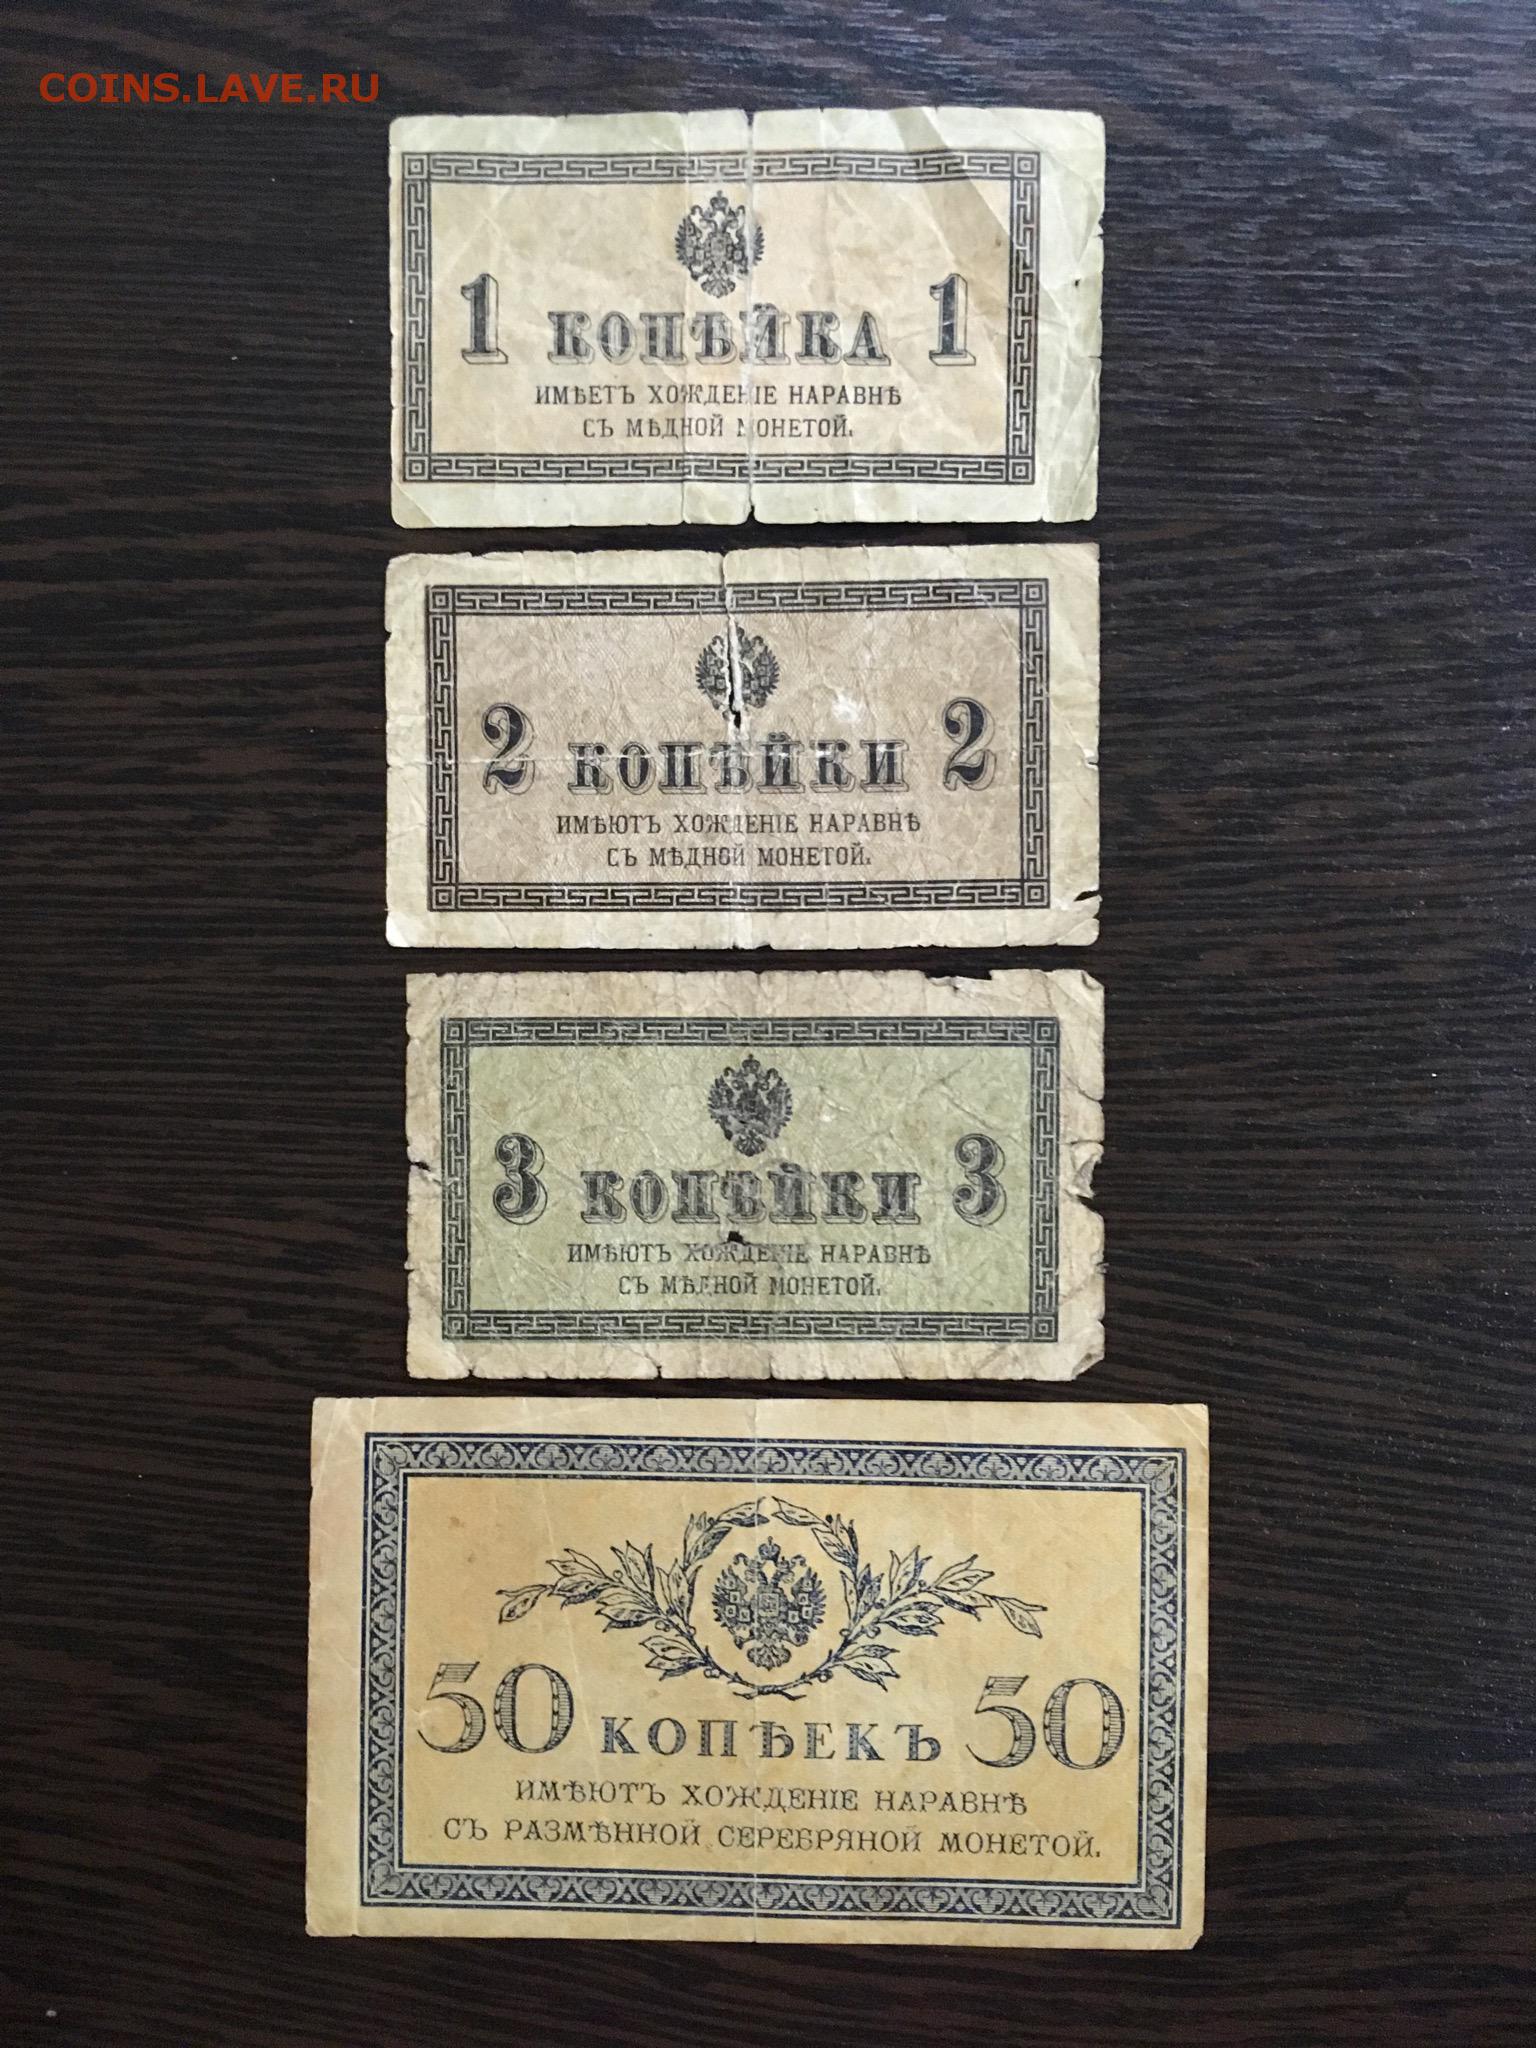 COINS.LAVE.RU
1 КОПѢЙКА 1
ИМѢЕТЪ ХОЖДЕНІЕ НАРАВНѢ
СЪ МѢДНОЙ МОНЕТОЙ.
2 КОПѢЙКИ 2
ИМѢЮТЪ ХОЖДЕНІЕ НАРАВНѢ
СЪ МѢДНОЙ МОНЕТОЙ.
3 КОПѢЙКИ 3
ИМѢЮТЪ ХОЖДЕНІЕ НАРАВНѢ
СЪ МѢДНОЙ МОНЕТОЙ.
50 КОПѢЕКЪ 50
ИМѢЮТЪ ХОЖДЕНІЕ НАРАВНѢ
СЪ РАЗМѢННОЙ СЕРЕБРЯНОЙ МОНЕТОЙ.